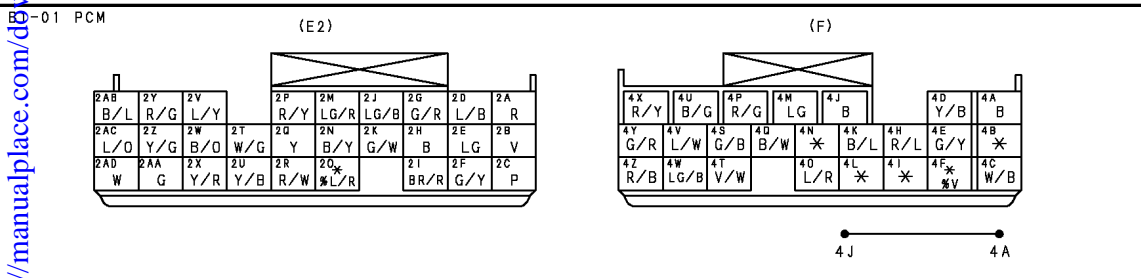 B1-01 PCM
(E2)
(F)
2AB 2Y 2V 2P 2M 2J 2G 2D 2A
B/L R/G L/Y R/Y LG/R LG/B G/R L/B R
2AC 2Z 2W 2T 2Q 2N 2K 2H 2E 2B
L/O Y/G B/O W/G Y B/Y G/W B LG V
2AD 2AA 2X 2U 2R 2O 2I 2F 2C
W G Y/R Y/B R/W * %L/R BR/R G/Y P
4X 4U 4P 4M 4J 4D 4A
R/Y B/G R/G LG B Y/B B
4Y 4V 4S 4Q 4N 4K 4H 4E 4B
G/R L/W G/B B/W * B/L R/L G/Y *
4Z 4W 4T 4O 4L 4I 4F 4C
R/B LG/B V/W L/R * * * %V W/B
4J 4A
//manualplace.com/dow